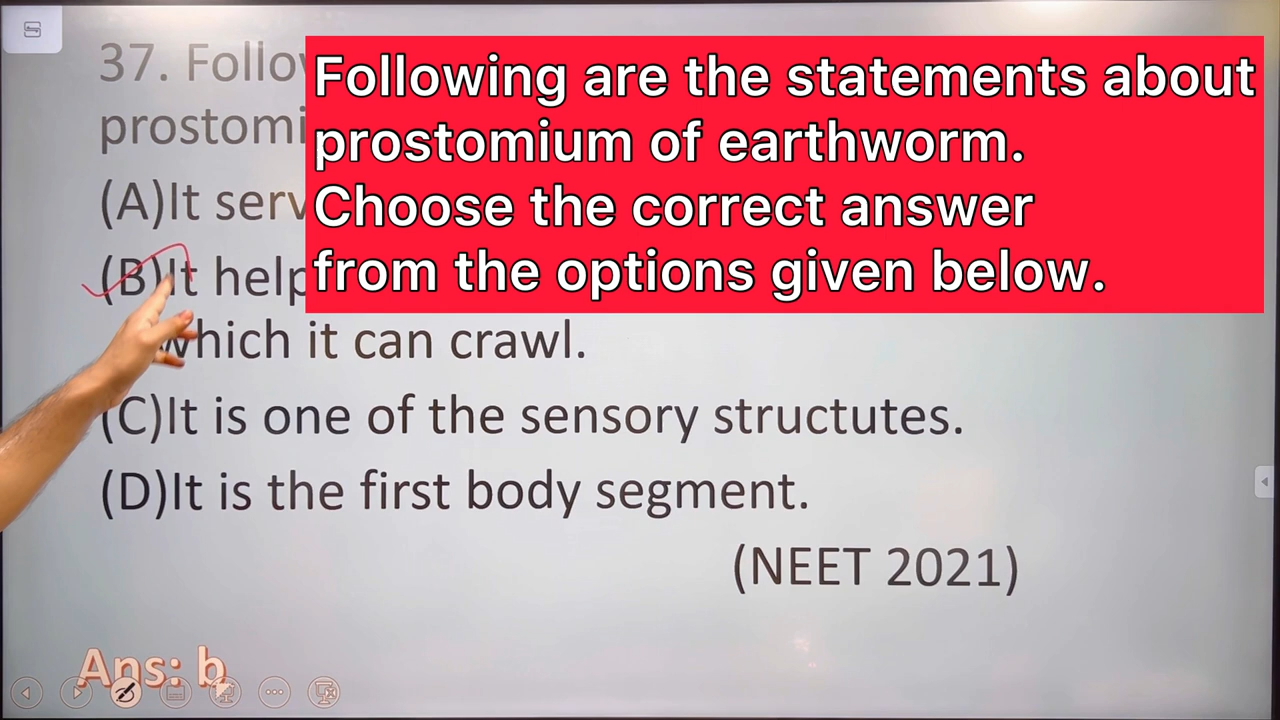 37. Follow
prostomi
Following are the statements about
prostomium of earthworm.
Choose the correct answer
from the options given below.
(A)It serv
(B)It help
which it can crawl.
(C)It is one of the sensory structutes.
(D)It is the first body segment.
(NEET 2021)
Ans: b